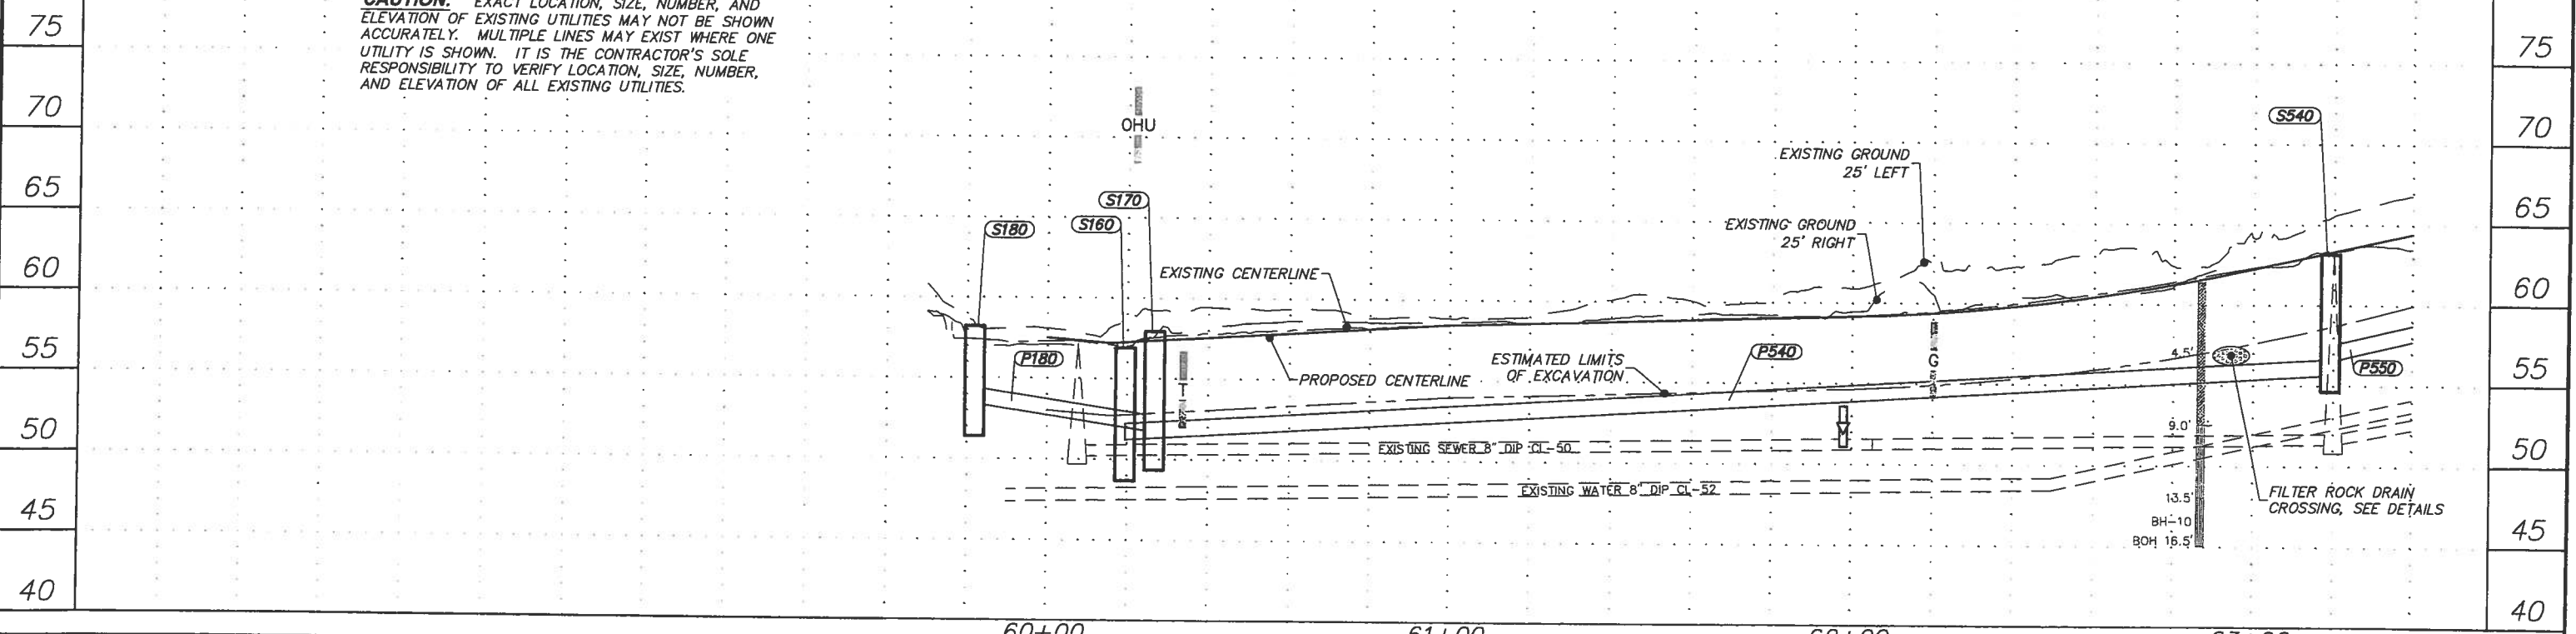 CAUTION: EXACT LOCATION, SIZE, NUMBER, AND
ELEVATION OF EXISTING UTILITIES MAY NOT BE SHOWN
ACCURATELY. MULTIPLE LINES MAY EXIST WHERE ONE
UTILITY IS SHOWN. IT IS THE CONTRACTOR'S SOLE
RESPONSIBILITY TO VERIFY LOCATION, SIZE, NUMBER,
AND ELEVATION OF ALL EXISTING UTILITIES.
75
70
65
60
55
50
45
40
OHU
S170
S160
S180
P180
T
EXISTING CENTERLINE
PROPOSED CENTERLINE
ESTIMATED LIMITS
OF EXCAVATION
P540
EXISTING GROUND
25' LEFT
EXISTING GROUND
25' RIGHT
G
S540
P550
4.5'
9.0'
13.5'
BH-10
BOH 16.5'
FILTER ROCK DRAIN
CROSSING, SEE DETAILS
EXISTING SEWER 8" DIP CL-50
EXISTING WATER 8" DIP CL-52
75
70
65
60
55
50
45
40
60+00
61+00